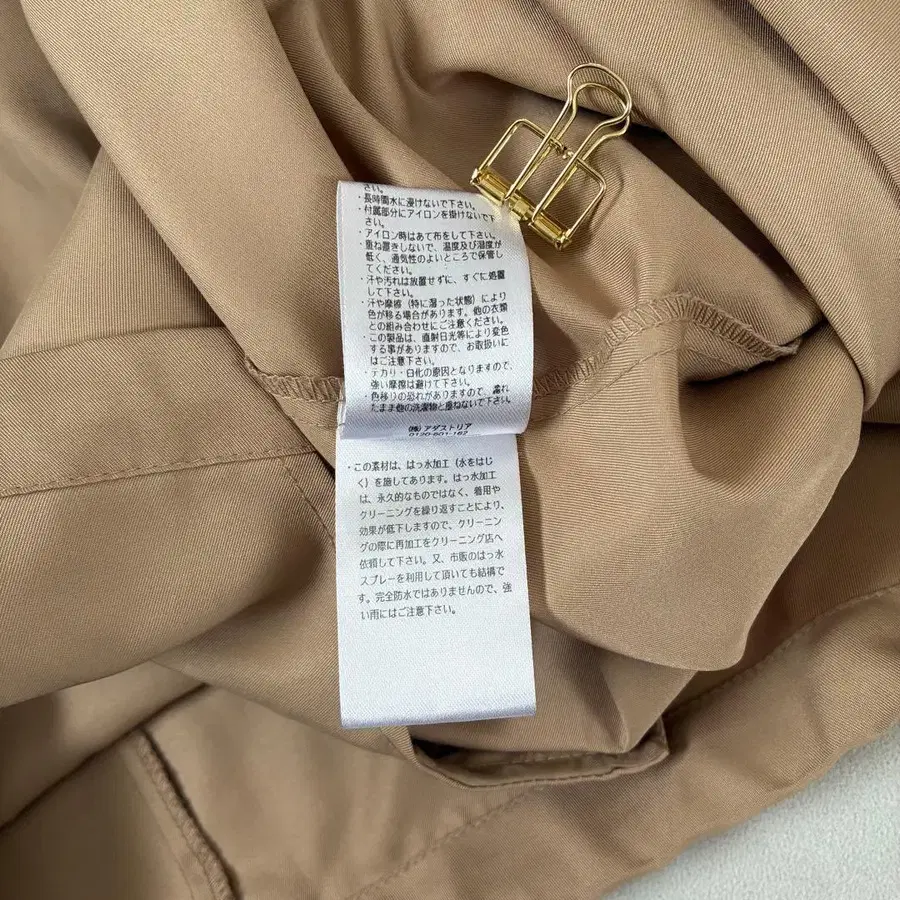 さい。
・長時間水に浸けないで下さい。
・付属部分にアイロンを掛けないで下
さい。
・アイロン時はあて布をして下さい。
・重ね置きしないで、温度及び湿度が
低く、通気性のよいところで保管し
てください。
・汗や汚れは放置せずに、すぐに処置
して下さい。
・汗や摩擦（特に湿った状態）により
色が移る場合があります。他の衣類
との組み合わせにご注意ください。
・この製品は、直射日光等により変色
する事がありますので、お取扱いに
はご注意下さい。
・テカリ・白化の原因となりますので、
強い摩擦は避けて下さい。
・色移りの恐れがありますので、濡れ
たまま他の洗濯物と重ねないで下さい。
(株)アダストリア
0120-601-162
・この素材は、はっ水加工（水をはじ
く）を施してあります。はっ水加工
は、永久的なものではなく、着用や
クリーニングを繰り返すことにより、
効果が低下しますので、クリーニン
グの際に再加工をクリーニング店へ
依頼して下さい。又、市販のはっ水
スプレーを利用して頂いても結構で
す。完全防水ではありませんので、強
い雨にはご注意下さい。